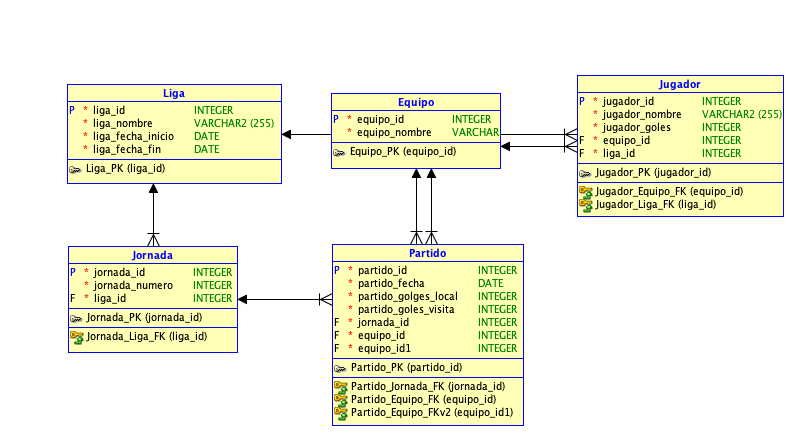 Liga
P * liga_id INTEGER
* liga_nombre VARCHAR2 (255)
* liga_fecha_inicio DATE
* liga_fecha_fin DATE
Liga_PK (liga_id)
Equipo
P * equipo_id INTEGER
* equipo_nombre VARCHAR
Equipo_PK (equipo_id)
Jugador
P * jugador_id INTEGER
* jugador_nombre VARCHAR2 (255)
* jugador_goles INTEGER
F * equipo_id INTEGER
F * liga_id INTEGER
Jugador_PK (jugador_id)
Jugador_Equipo_FK (equipo_id)
Jugador_Liga_FK (liga_id)
Jornada
P * jornada_id INTEGER
* jornada_numero INTEGER
F * liga_id INTEGER
Jornada_PK (jornada_id)
Jornada_Liga_FK (liga_id)
Partido
P * partido_id INTEGER
* partido_fecha DATE
* partido_golges_local INTEGER
* partido_goles_visita INTEGER
F * jornada_id INTEGER
F * equipo_id INTEGER
F * equipo_id1 INTEGER
Partido_PK (partido_id)
Partido_Jornada_FK (jornada_id)
Partido_Equipo_FK (equipo_id)
Partido_Equipo_FKv2 (equipo_id1)